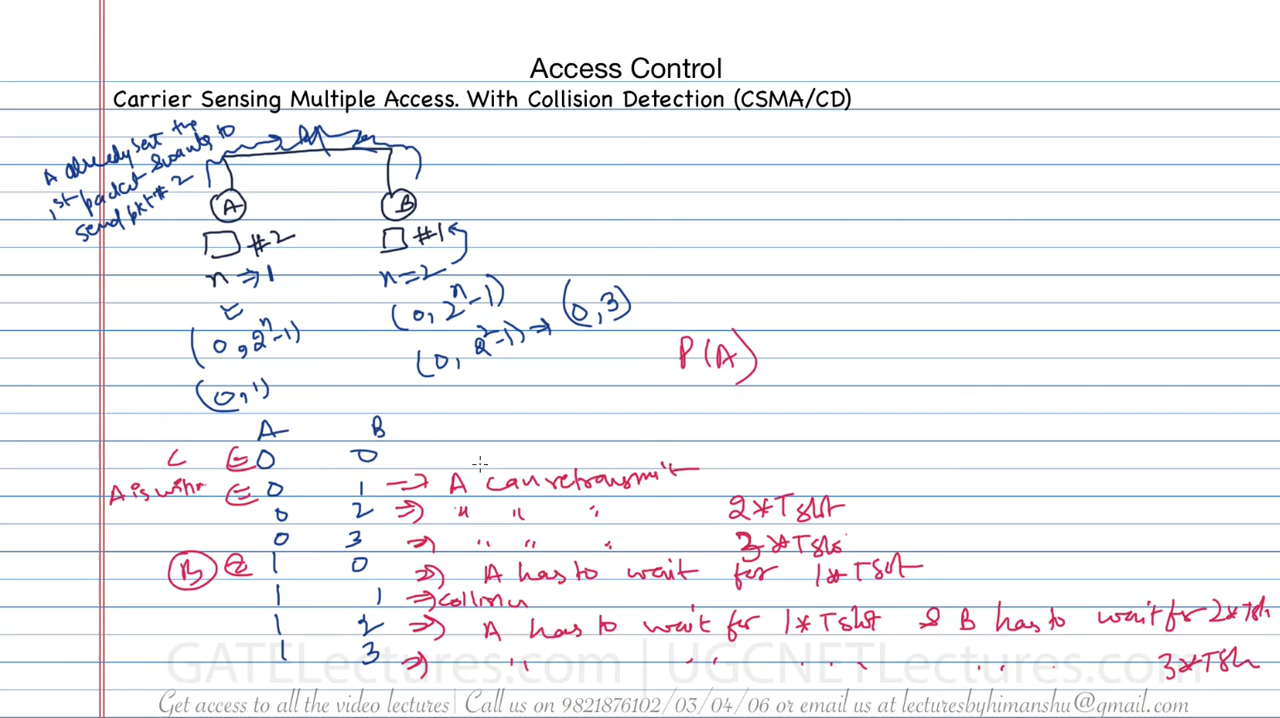 Access Control
Carrier Sensing Multiple Access. With Collision Detection (CSMA/CD)
A already sent the
1st packet & wants to
send pkt # 2
A B
#2 #1
n => 1 n = 2
(0, 2^n - 1) (0, 2^n - 1)
(0, 1) (0, 2^2 - 1) → (0, 3)
P(A)
A B
C 0 0
A is winr 0 1 → A can retransmit
0 2 ⇒ " " " 2*Tslot
0 3 ⇒ " " " 3*Tslo
B 1 0 ⇒ A has to wait for 1*Tslot
1 1 ⇒ collision
1 2 ⇒ A has to wait for 1*Tslot & B has to wait for 2*Tsl
1 3 ⇒ " " " " " " 3*Tsl
GATELectures.com | UGCNETLectures.com
Get access to all the video lectures | Call us on 9821876102/03/04/06 or email us at lecturesbyhimanshu@gmail.com